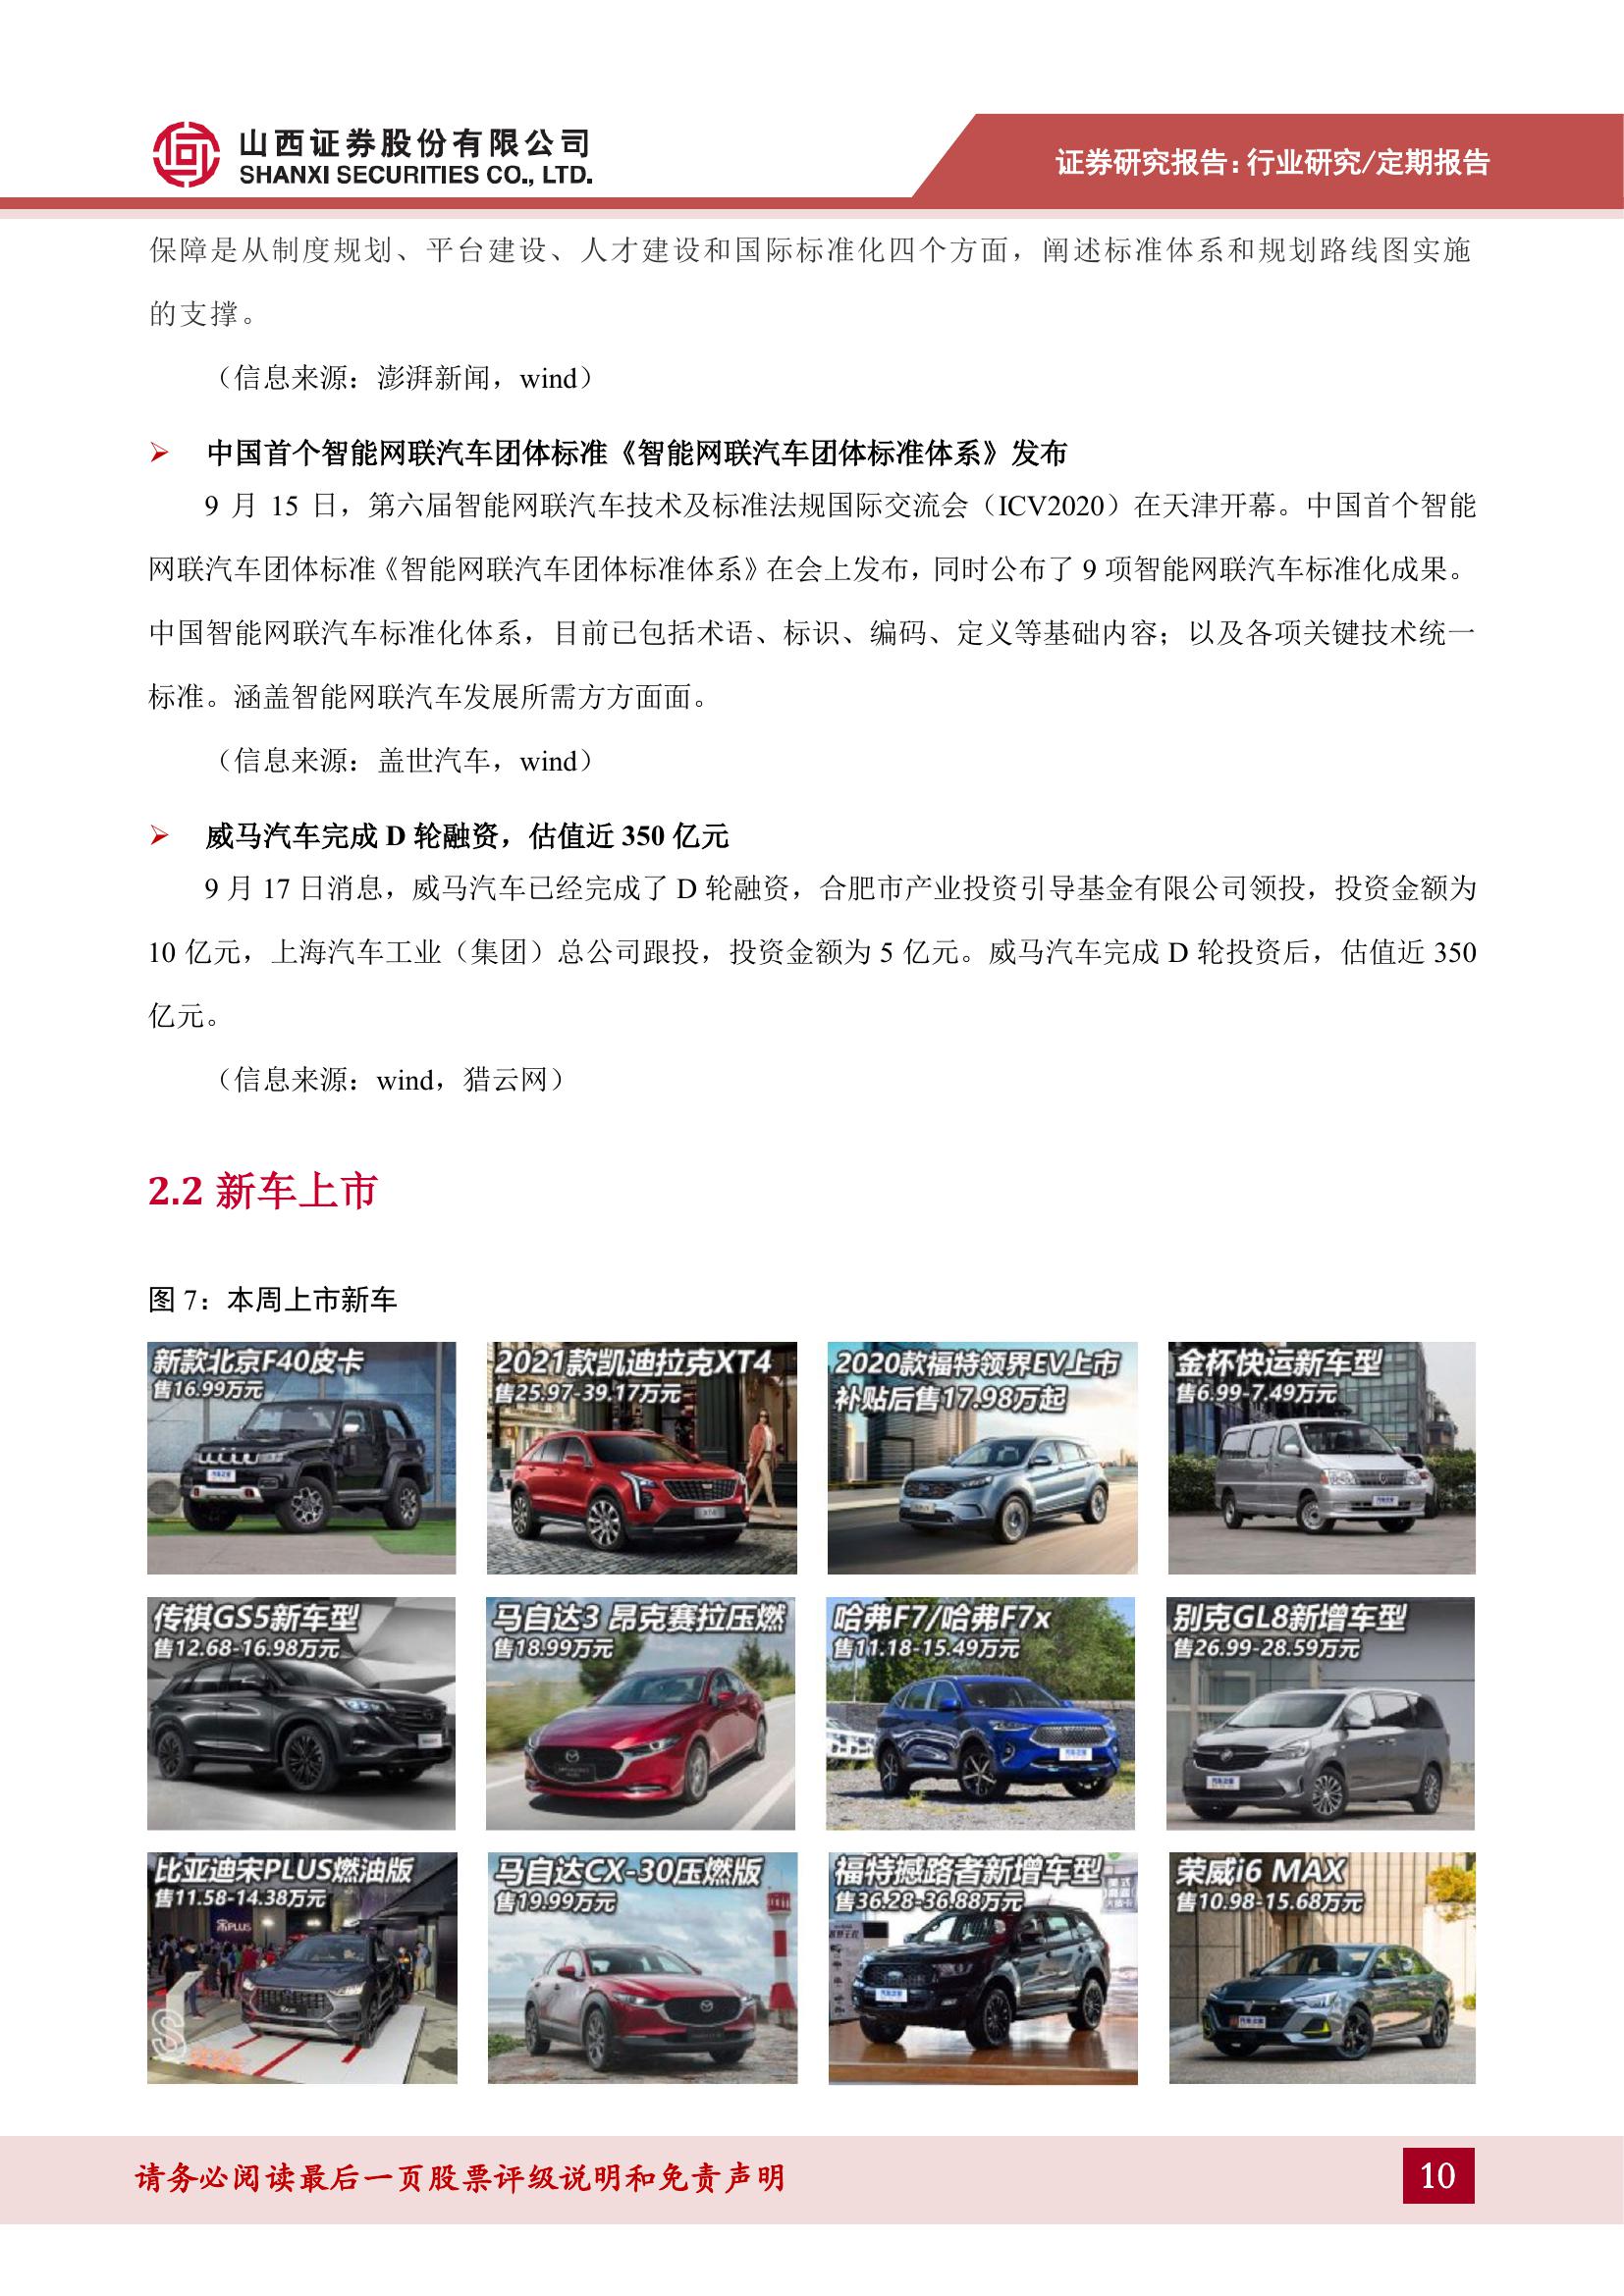 山西证券股份有限公司
SHANXI SECURITIES CO., LTD.
证券研究报告:行业研究/定期报告
保障是从制度规划、平台建设、人才建设和国际标准化四个方面，阐述标准体系和规划路线图实施
的支撑。
（信息来源：澎湃新闻，wind）
➢ 中国首个智能网联汽车团体标准《智能网联汽车团体标准体系》发布
9 月 15 日，第六届智能网联汽车技术及标准法规国际交流会（ICV2020）在天津开幕。中国首个智能
网联汽车团体标准《智能网联汽车团体标准体系》在会上发布，同时公布了 9 项智能网联汽车标准化成果。
中国智能网联汽车标准化体系，目前已包括术语、标识、编码、定义等基础内容；以及各项关键技术统一
标准。涵盖智能网联汽车发展所需方方面面。
（信息来源：盖世汽车，wind）
➢ 威马汽车完成 D 轮融资，估值近 350 亿元
9 月 17 日消息，威马汽车已经完成了 D 轮融资，合肥市产业投资引导基金有限公司领投，投资金额为
10 亿元，上海汽车工业（集团）总公司跟投，投资金额为 5 亿元。威马汽车完成 D 轮投资后，估值近 350
亿元。
（信息来源：wind，猎云网）
2.2 新车上市
图 7：本周上市新车
新款北京F40皮卡
售16.99万元
2021款凯迪拉克XT4
售25.97-39.17万元
2020款福特领界EV上市
补贴后售17.98万起
金杯快运新车型
售6.99-7.49万元
传祺GS5新车型
售12.68-16.98万元
马自达3 昂克赛拉压燃
售18.99万元
哈弗F7/哈弗F7x
售11.18-15.49万元
别克GL8新增车型
售26.99-28.59万元
比亚迪宋PLUS燃油版
售11.58-14.38万元
宋PLUS
马自达CX-30压燃版
售19.99万元
福特撼路者新增车型
售36.28-36.88万元
荣威i6 MAX
售10.98-15.68万元
请务必阅读最后一页股票评级说明和免责声明
10